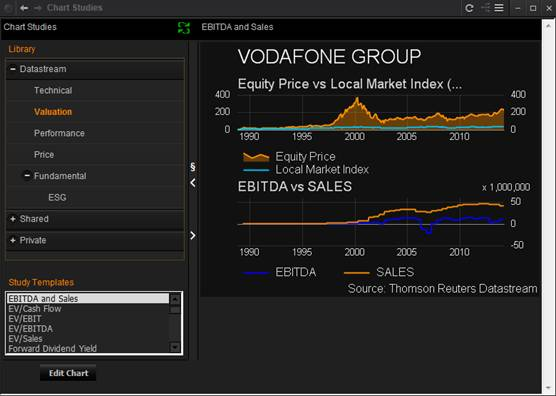 Chart Studies
Chart Studies
EBITDA and Sales
Library
Datastream
Technical
Valuation
Performance
Price
Fundamental
ESG
Shared
Private
Study Templates
EBITDA and Sales
EV/Cash Flow
EV/EBIT
EV/EBITDA
EV/Sales
Forward Dividend Yield
Edit Chart
§
VODAFONE GROUP
Equity Price vs Local Market Index (...
400 400
200 200
0 0
1990 1995 2000 2005 2010
Equity Price
Local Market Index
EBITDA vs SALES x 1,000,000
50
0
-50
1990 1995 2000 2005 2010
EBITDA SALES
Source: Thomson Reuters Datastream